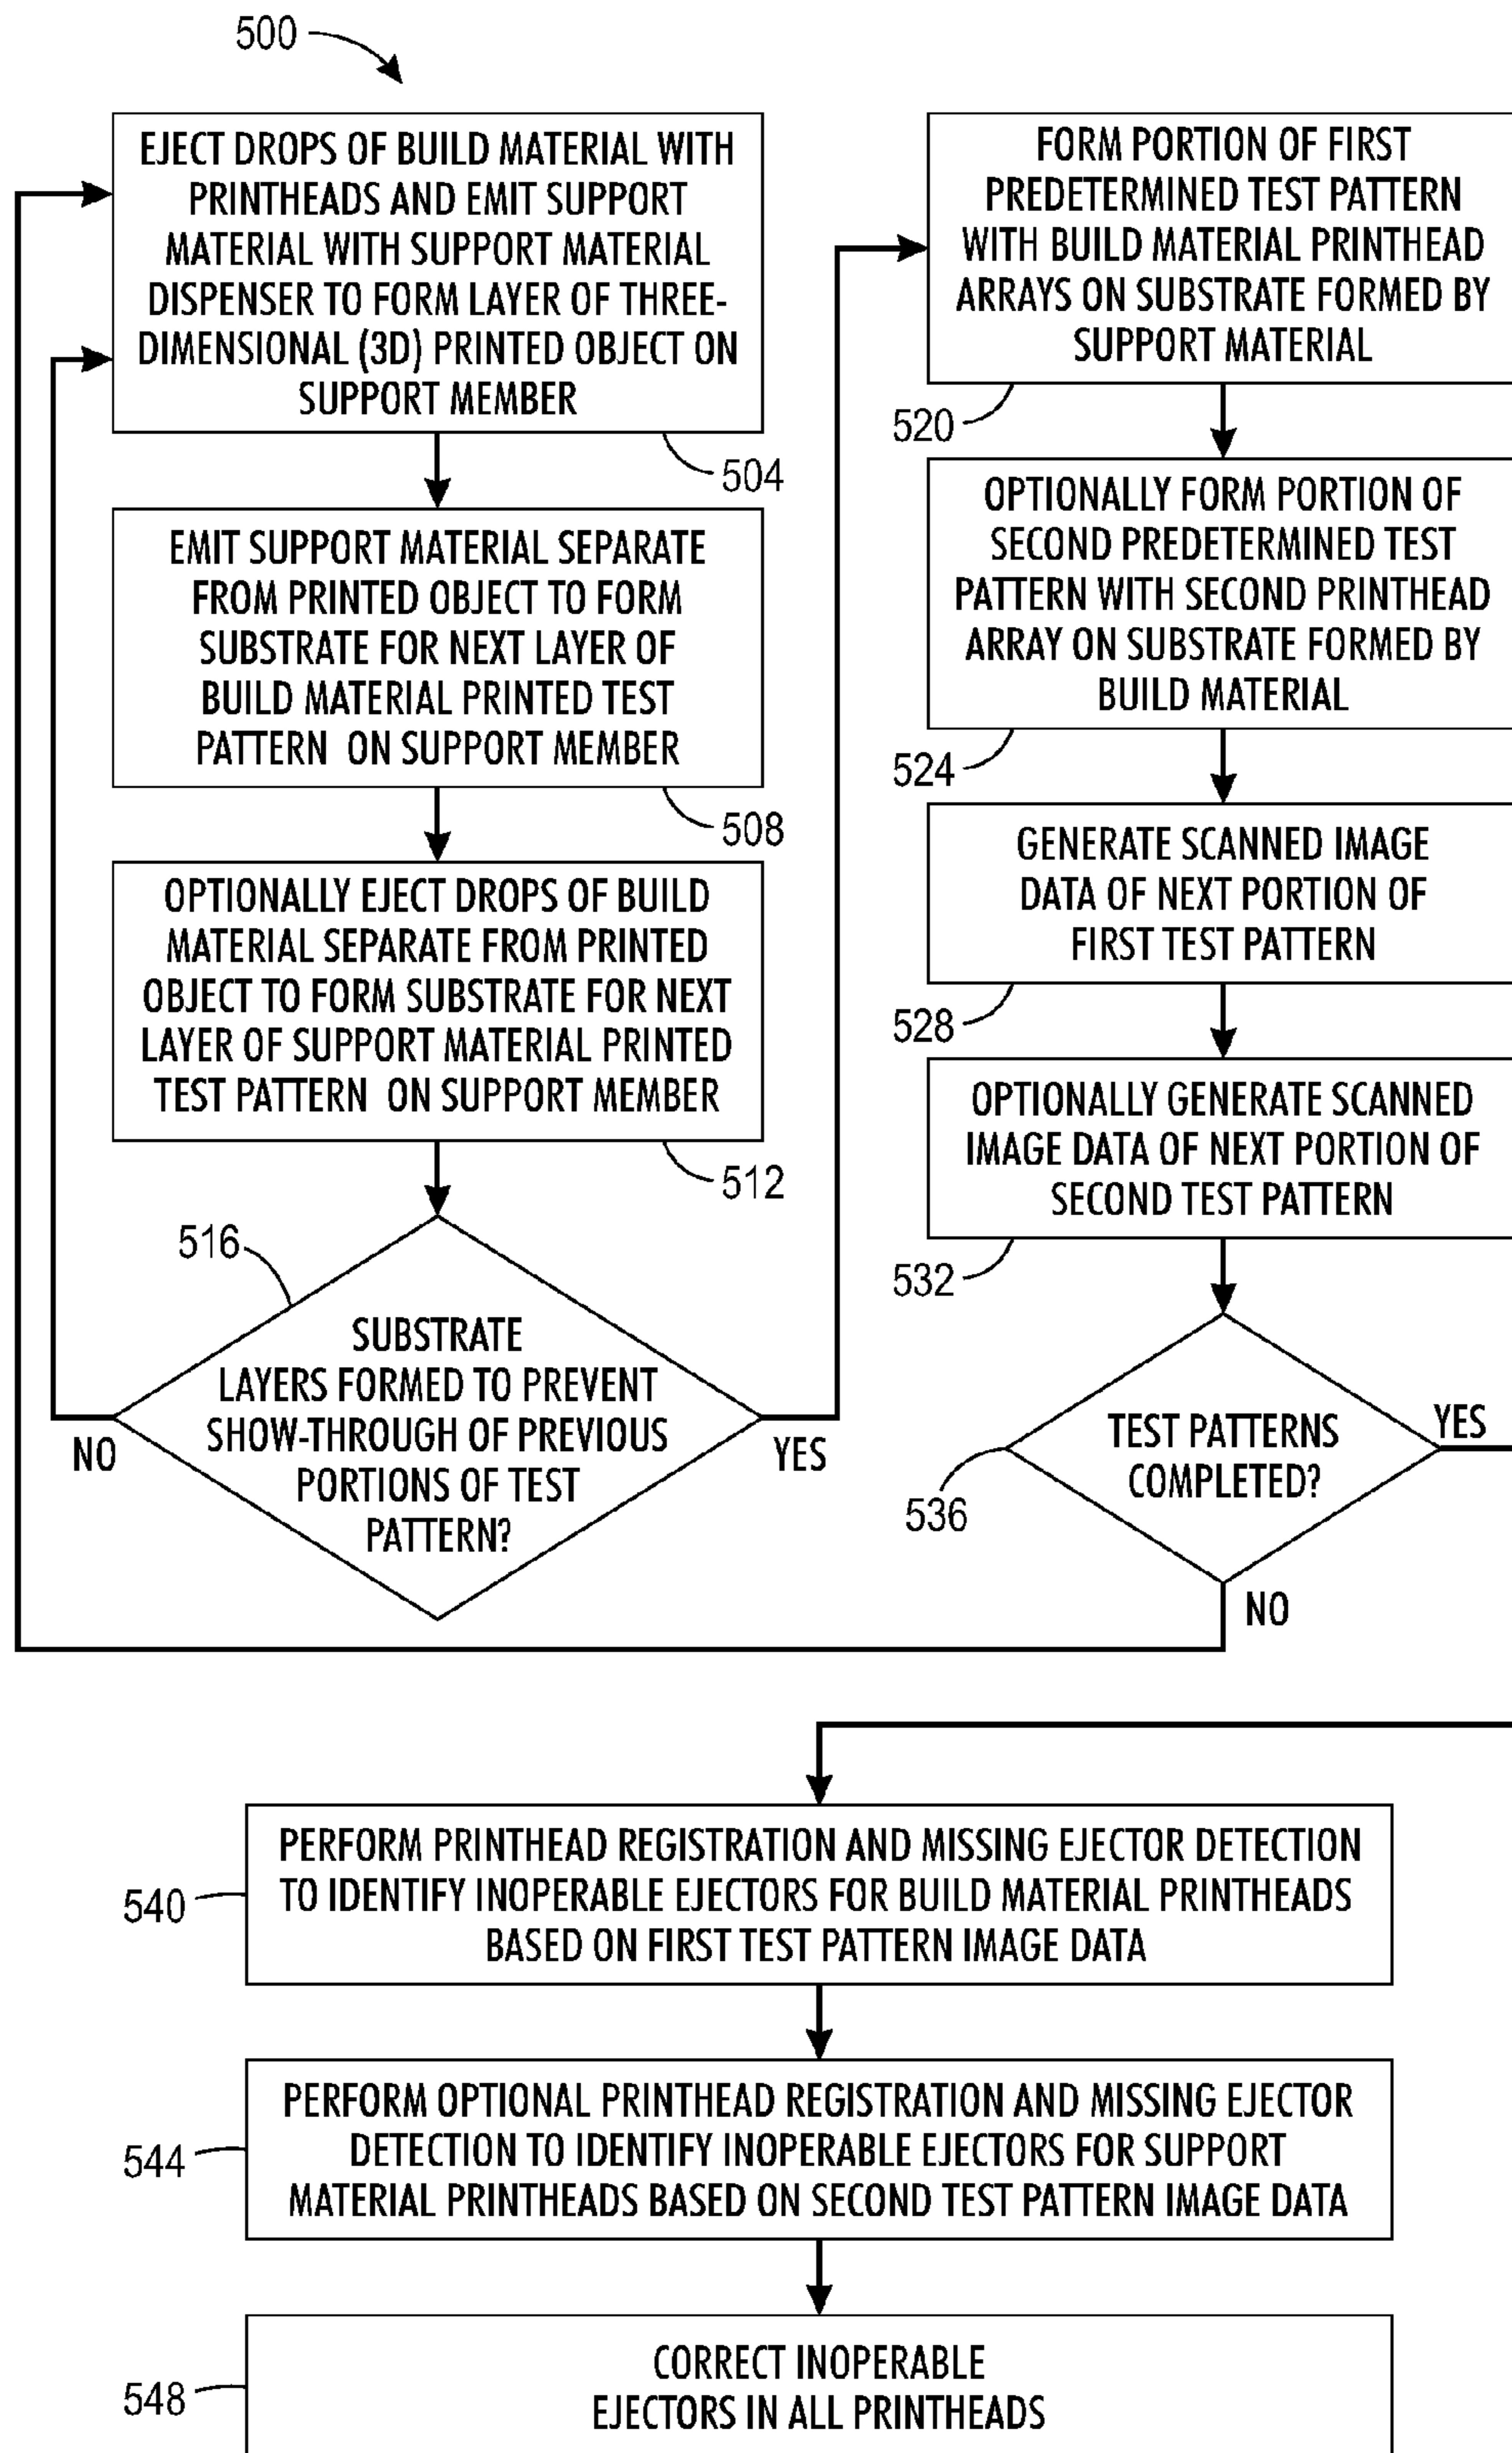 500
EJECT DROPS OF BUILD MATERIAL WITH
PRINTHEADS AND EMIT SUPPORT
MATERIAL WITH SUPPORT MATERIAL
DISPENSER TO FORM LAYER OF THREE-
DIMENSIONAL (3D) PRINTED OBJECT ON
SUPPORT MEMBER
504
EMIT SUPPORT MATERIAL SEPARATE
FROM PRINTED OBJECT TO FORM
SUBSTRATE FOR NEXT LAYER OF
BUILD MATERIAL PRINTED TEST
PATTERN ON SUPPORT MEMBER
508
OPTIONALLY EJECT DROPS OF BUILD
MATERIAL SEPARATE FROM PRINTED
OBJECT TO FORM SUBSTRATE FOR NEXT
LAYER OF SUPPORT MATERIAL PRINTED
TEST PATTERN ON SUPPORT MEMBER
512
516
SUBSTRATE
LAYERS FORMED TO PREVENT
SHOW-THROUGH OF PREVIOUS
PORTIONS OF TEST
PATTERN?
NO
YES
FORM PORTION OF FIRST
PREDETERMINED TEST PATTERN
WITH BUILD MATERIAL PRINTHEAD
ARRAYS ON SUBSTRATE FORMED BY
SUPPORT MATERIAL
520
OPTIONALLY FORM PORTION OF
SECOND PREDETERMINED TEST
PATTERN WITH SECOND PRINTHEAD
ARRAY ON SUBSTRATE FORMED BY
BUILD MATERIAL
524
GENERATE SCANNED IMAGE
DATA OF NEXT PORTION OF
FIRST TEST PATTERN
528
OPTIONALLY GENERATE SCANNED
IMAGE DATA OF NEXT PORTION OF
SECOND TEST PATTERN
532
TEST PATTERNS
COMPLETED?
YES
536
NO
PERFORM PRINTHEAD REGISTRATION AND MISSING EJECTOR DETECTION
TO IDENTIFY INOPERABLE EJECTORS FOR BUILD MATERIAL PRINTHEADS
BASED ON FIRST TEST PATTERN IMAGE DATA
540
PERFORM OPTIONAL PRINTHEAD REGISTRATION AND MISSING EJECTOR
DETECTION TO IDENTIFY INOPERABLE EJECTORS FOR SUPPORT
MATERIAL PRINTHEADS BASED ON SECOND TEST PATTERN IMAGE DATA
544
CORRECT INOPERABLE
EJECTORS IN ALL PRINTHEADS
548